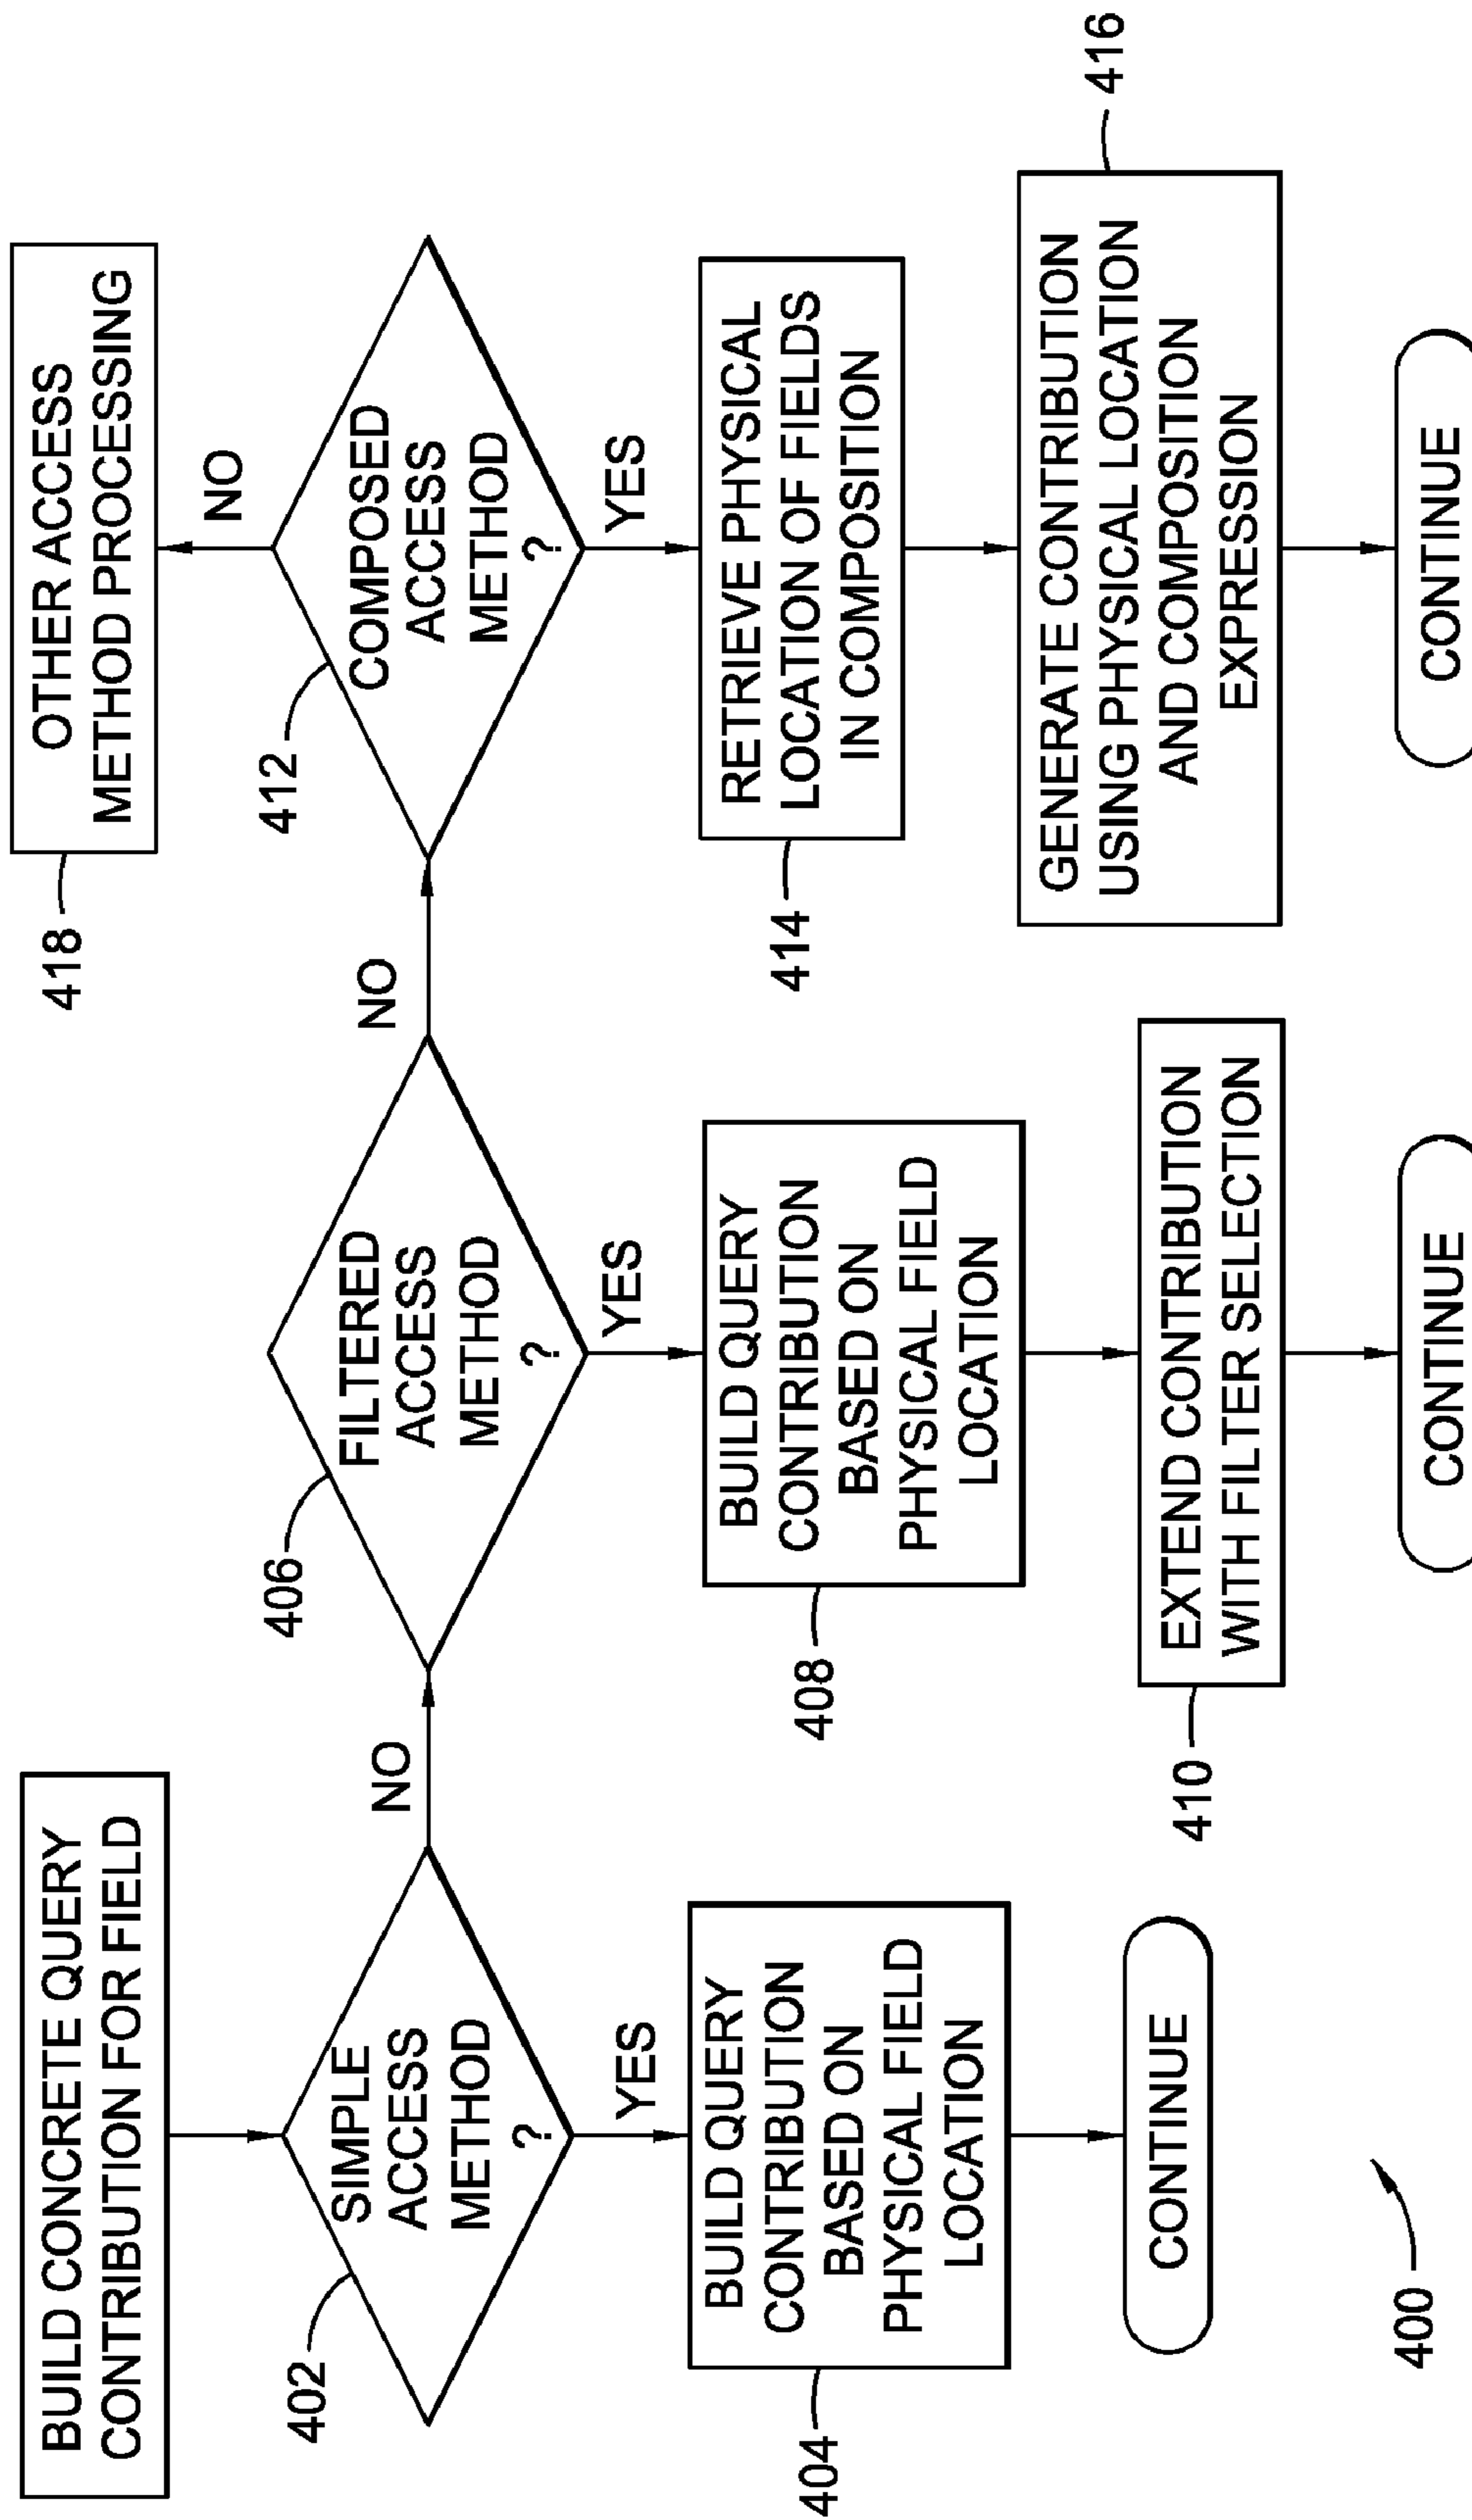 BUILD CONCRETE QUERY
CONTRIBUTION FOR FIELD
402
SIMPLE
ACCESS
METHOD
?
NO
YES
404
BUILD QUERY
CONTRIBUTION
BASED ON
PHYSICAL FIELD
LOCATION
CONTINUE
400
406
FILTERED
ACCESS
METHOD
?
NO
YES
408
BUILD QUERY
CONTRIBUTION
BASED ON
PHYSICAL FIELD
LOCATION
410
EXTEND CONTRIBUTION
WITH FILTER SELECTION
CONTINUE
418
OTHER ACCESS
METHOD PROCESSING
NO
412
COMPOSED
ACCESS
METHOD
?
YES
414
RETRIEVE PHYSICAL
LOCATION OF FIELDS
IN COMPOSITION
416
GENERATE CONTRIBUTION
USING PHYSICAL LOCATION
AND COMPOSITION
EXPRESSION
CONTINUE